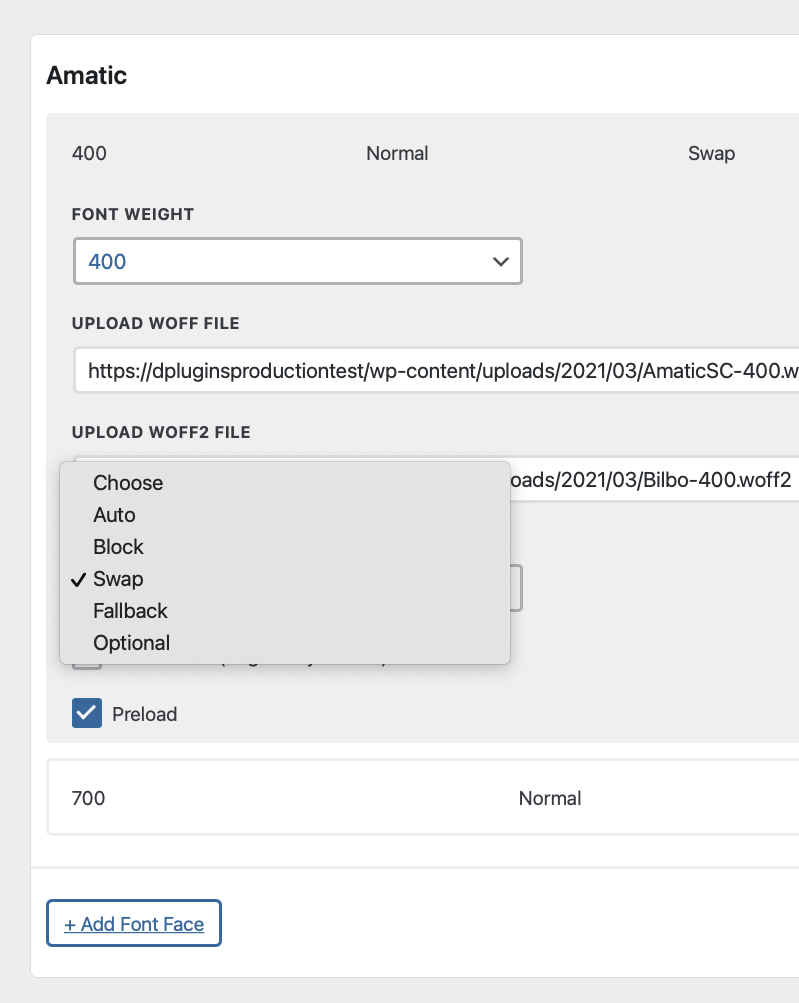 Amatic
400 Normal Swap
FONT WEIGHT
400
UPLOAD WOFF FILE
https://dpluginsproductiontest/wp-content/uploads/2021/03/AmaticSC-400.w
UPLOAD WOFF2 FILE
oads/2021/03/Bilbo-400.woff2
Choose
Auto
Block
Swap
Fallback
Optional
Preload
700 Normal
+ Add Font Face